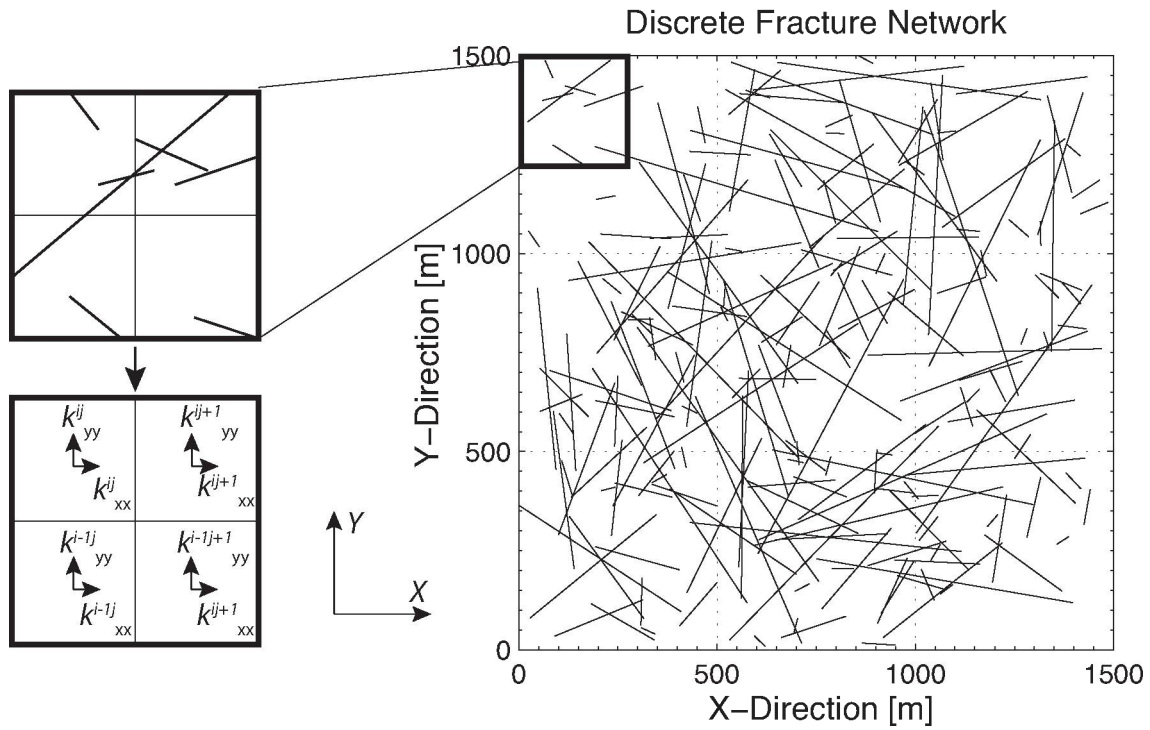 Discrete Fracture Network
1500
1000
500
0
Y-Direction [m]
0 500 1000 1500
X-Direction [m]
k^ij yy k^ij+1 yy
k^ij xx k^ij+1 xx
k^i-1j yy k^i-1j+1 yy
k^i-1j xx k^ij+1 xx
Y
X